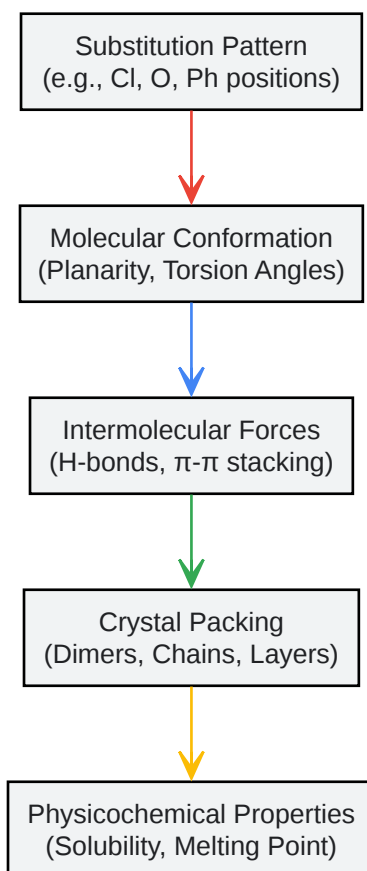 Substitution Pattern
(e.g., Cl, O, Ph positions)
Molecular Conformation
(Planarity, Torsion Angles)
Intermolecular Forces
(H-bonds, π-π stacking)
Crystal Packing
(Dimers, Chains, Layers)
Physicochemical Properties
(Solubility, Melting Point)